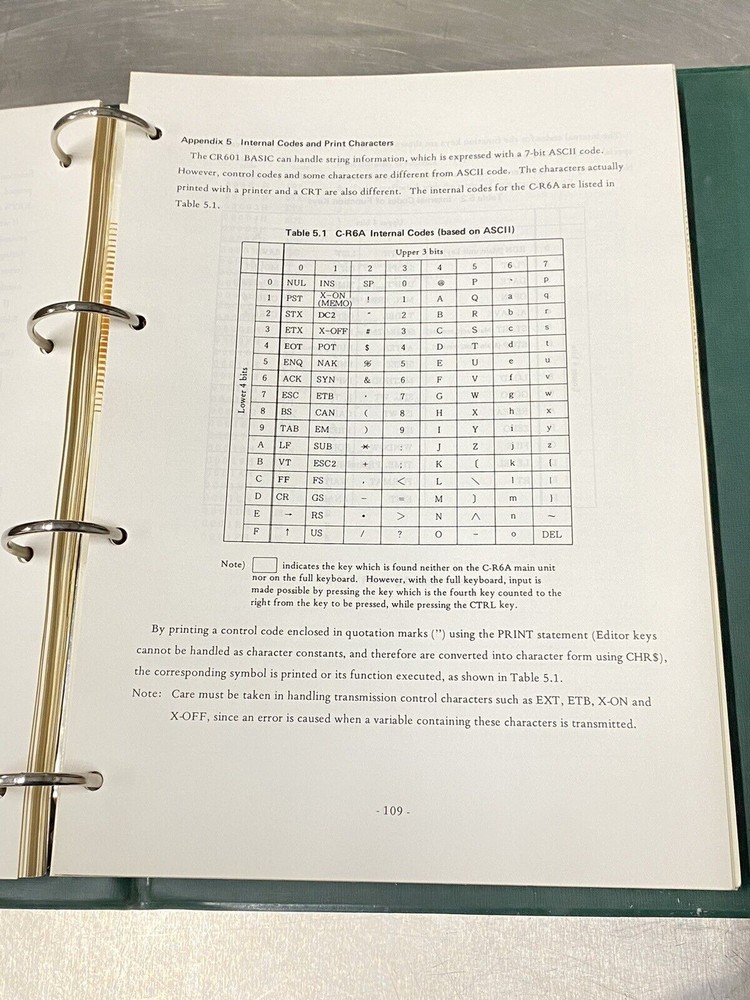 Appendix 5 Internal Codes and Print Characters
The CR601 BASIC can handle string information, which is expressed with a 7-bit ASCII code.
However, control codes and some characters are different from ASCII code. The characters actually
printed with a printer and a CRT are also different. The internal codes for the C-R6A are listed in
Table 5.1.
Table 5.1 C-R6A Internal Codes (based on ASCII)
Upper 3 bits
0 1 2 3 4 5 6 7
Lower 4 bits
0 NUL INS SP 0 @ P ` p
1 PST X-ON (MEMO) ! 1 A Q a q
2 STX DC2 " 2 B R b r
3 ETX X-OFF # 3 C S c s
4 EOT POT $ 4 D T d t
5 ENQ NAK % 5 E U e u
6 ACK SYN & 6 F V f v
7 ESC ETB ' 7 G W g w
8 BS CAN ( 8 H X h x
9 TAB EM ) 9 I Y i y
A LF SUB * : J Z j z
B VT ESC2 + ; K [ k {
C FF FS , < L \ l |
D CR GS − = M ] m }
E → RS • > N ∧ n ~
F ↑ US / ? O − o DEL
Note) indicates the key which is found neither on the C-R6A main unit
nor on the full keyboard. However, with the full keyboard, input is
made possible by pressing the key which is the fourth key counted to the
right from the key to be pressed, while pressing the CTRL key.
By printing a control code enclosed in quotation marks (") using the PRINT statement (Editor keys
cannot be handled as character constants, and therefore are converted into character form using CHR$),
the corresponding symbol is printed or its function executed, as shown in Table 5.1.
Note: Care must be taken in handling transmission control characters such as EXT, ETB, X-ON and
X-OFF, since an error is caused when a variable containing these characters is transmitted.
- 109 -